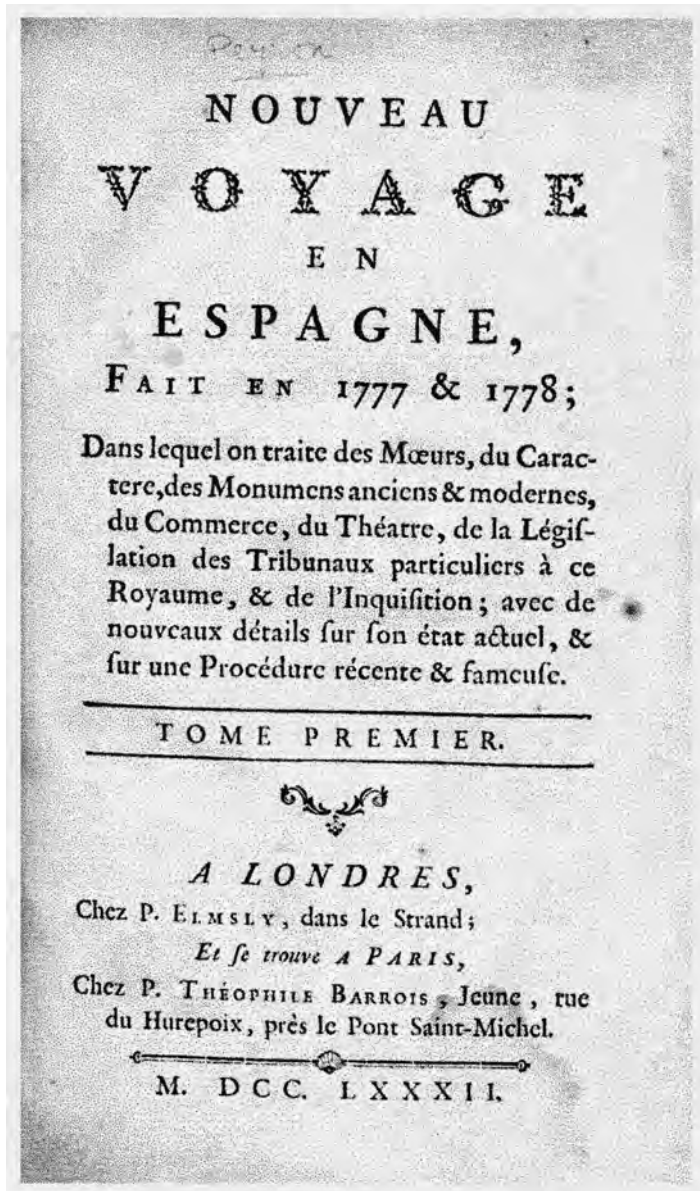 NOUVEAU
VOYAGE
EN
ESPAGNE,
FAIT EN 1777 & 1778;
Dans lequel on traite des Mœurs, du Carac-
tere,des Monumens anciens & modernes,
du Commerce, du Théatre, de la Légiſ-
lation des Tribunaux particuliers à ce
Royaume, & de l'Inquiſition; avec de
nouveaux détails ſur ſon état actuel, &
ſur une Procédure récente & fameuſe.
TOME PREMIER.
A LONDRES,
Chez P. ELMSLY, dans le Strand;
Et ſe trouve A PARIS,
Chez P. THÉOPHILE BARROIS, Jeune, rue
du Hurepoix, près le Pont Saint-Michel.
M. DCC. LXXXII.